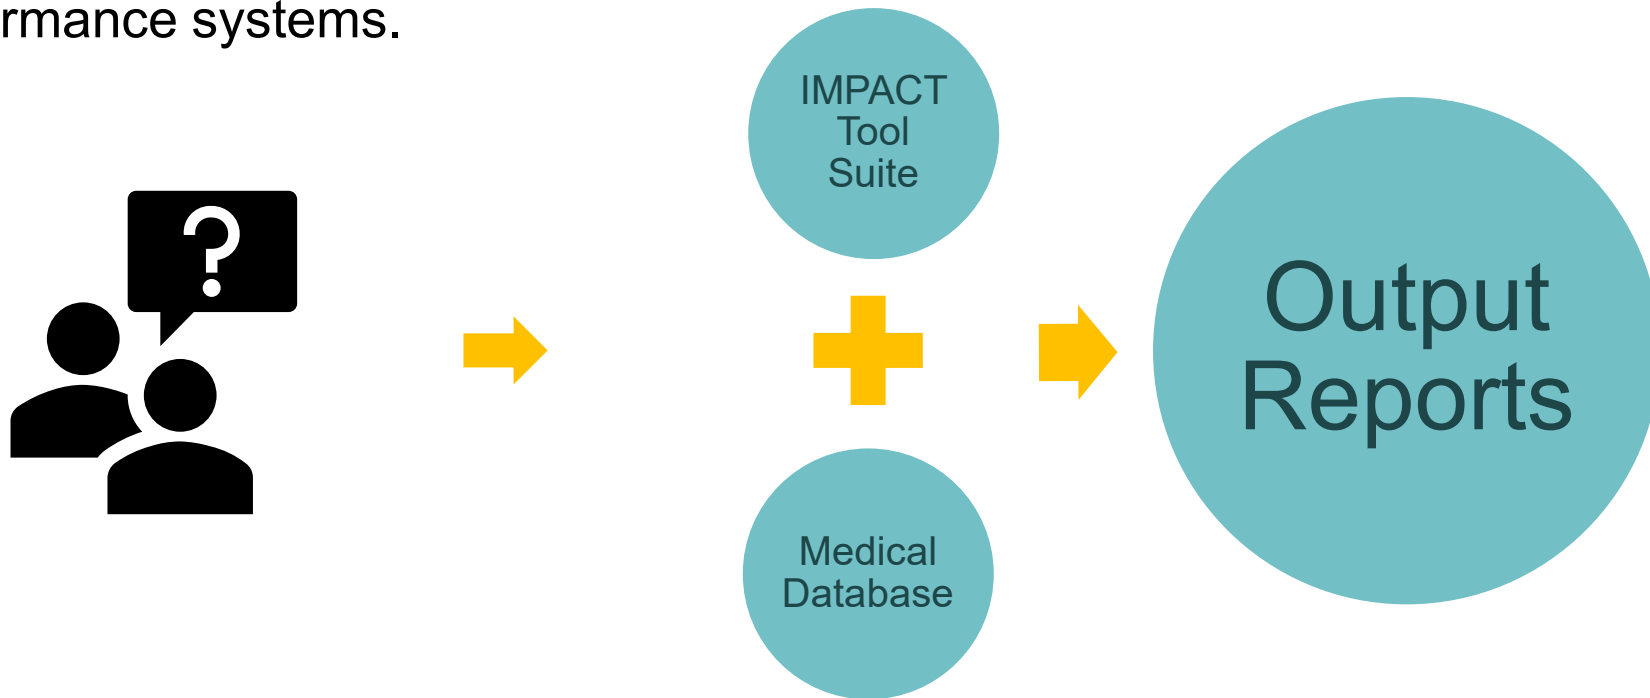 rmance systems.
IMPACT
Tool
Suite
?
Output
Reports
Medical
Database